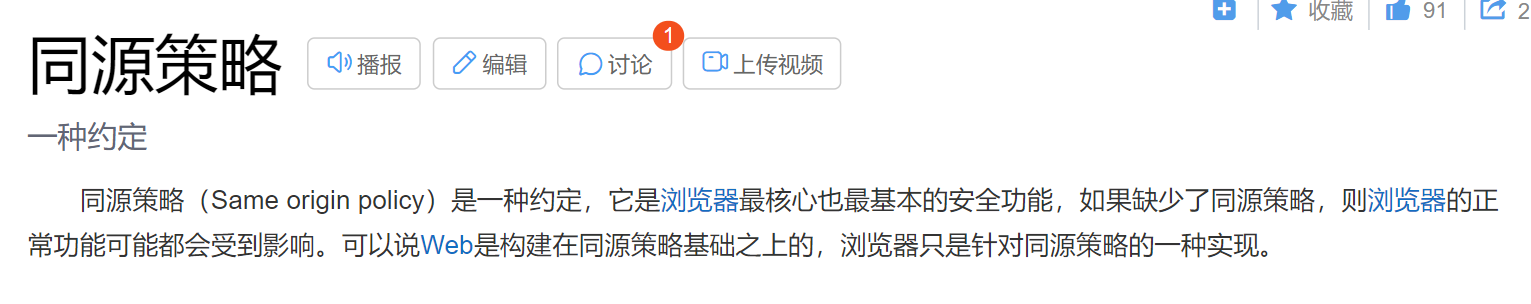 收藏 91 2
同源策略 播报 编辑 讨论 1 上传视频
一种约定
同源策略（Same origin policy）是一种约定，它是浏览器最核心也最基本的安全功能，如果缺少了同源策略，则浏览器的正
常功能可能都会受到影响。可以说Web是构建在同源策略基础之上的，浏览器只是针对同源策略的一种实现。